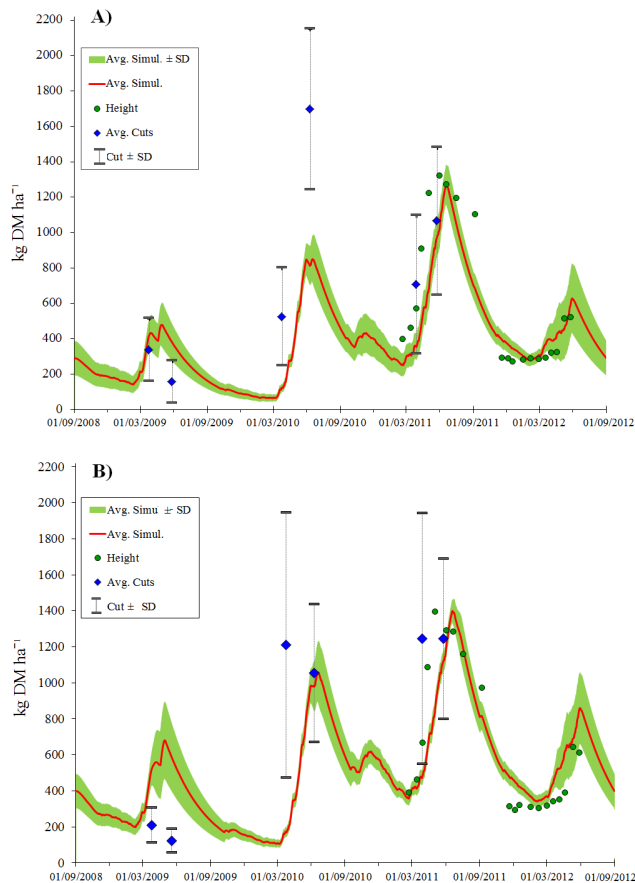 A)
2200
2000
1800
1600
1400
1200
1000
800
600
400
200
0
kg DM ha⁻¹
Avg. Simul. ± SD
Avg. Simul.
Height
Avg. Cuts
Cut ± SD
01/09/2008 01/03/2009 01/09/2009 01/03/2010 01/09/2010 01/03/2011 01/09/2011 01/03/2012 01/09/2012
B)
2200
2000
1800
1600
1400
1200
1000
800
600
400
200
0
kg DM ha⁻¹
Avg. Simu ± SD
Avg. Simul.
Height
Avg. Cuts
Cut ± SD
01/09/2008 01/03/2009 01/09/2009 01/03/2010 01/09/2010 01/03/2011 01/09/2011 01/03/2012 01/09/2012